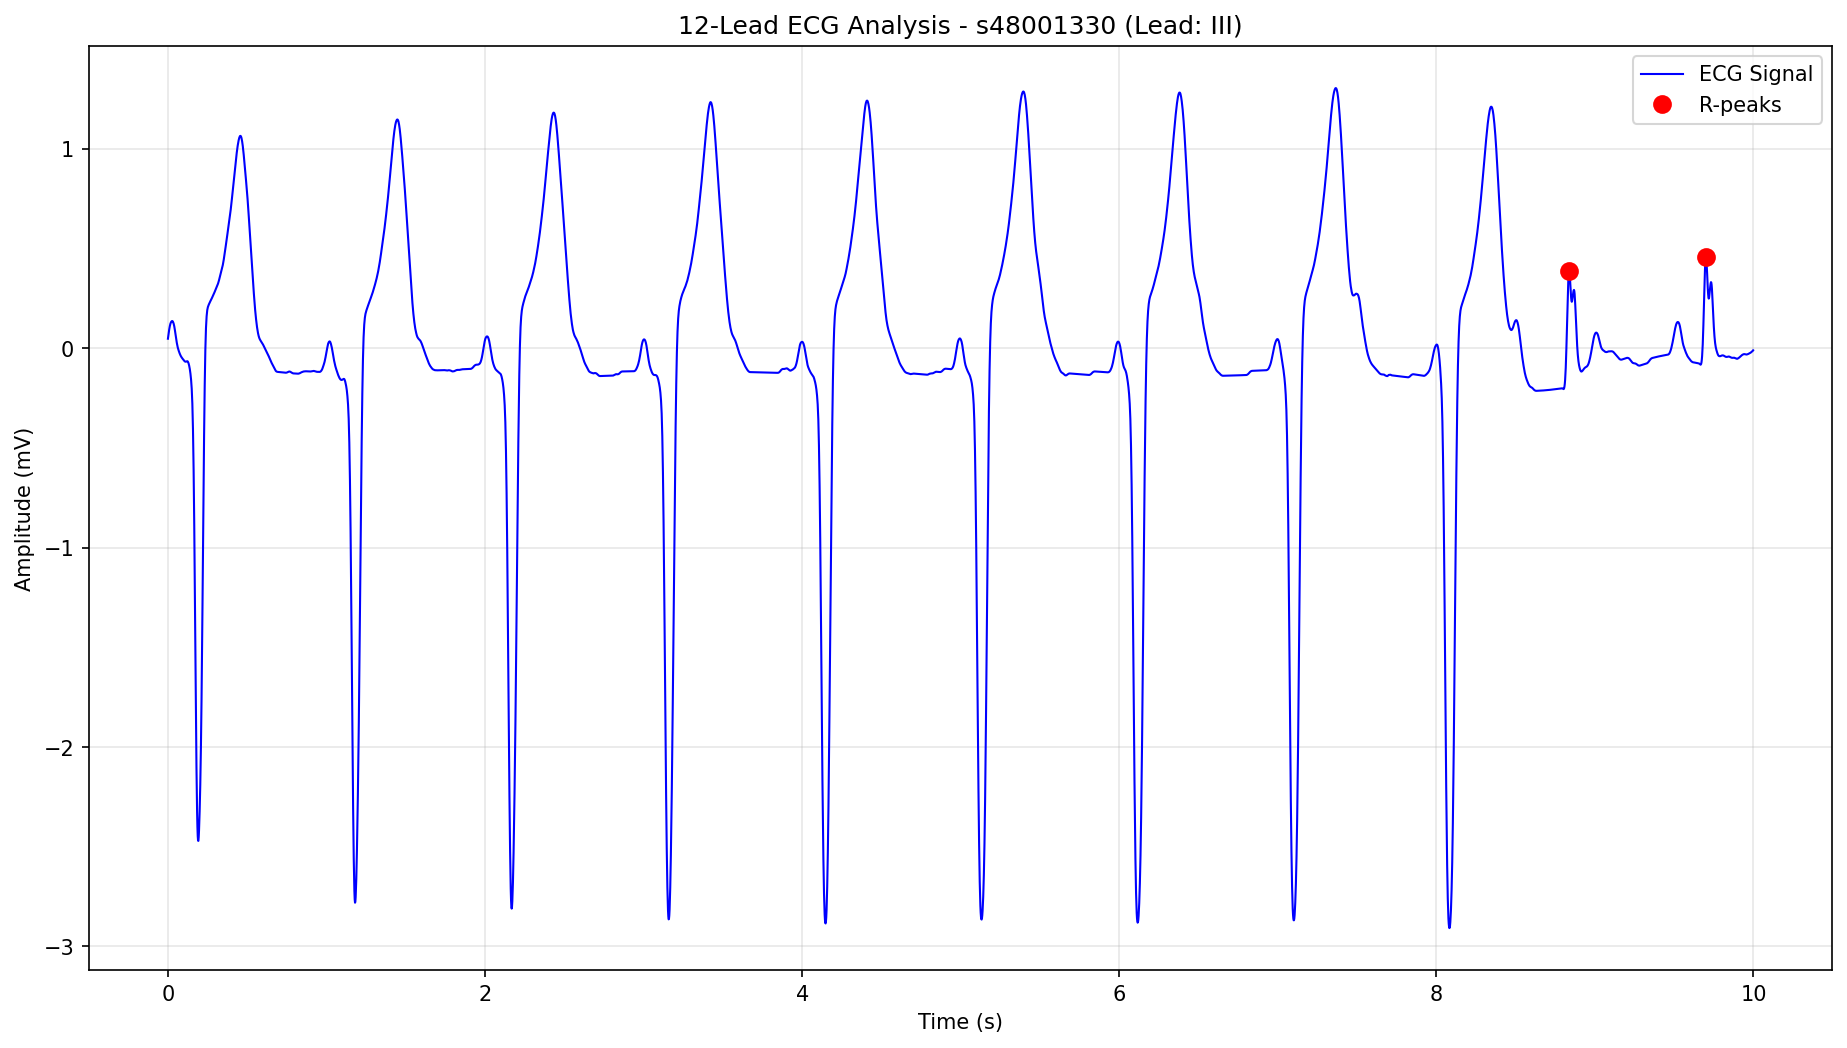 12-Lead ECG Analysis - s48001330 (Lead: III)
ECG Signal
R-peaks
Amplitude (mV)
1
0
−1
−2
−3
0
2
4
6
8
10
Time (s)